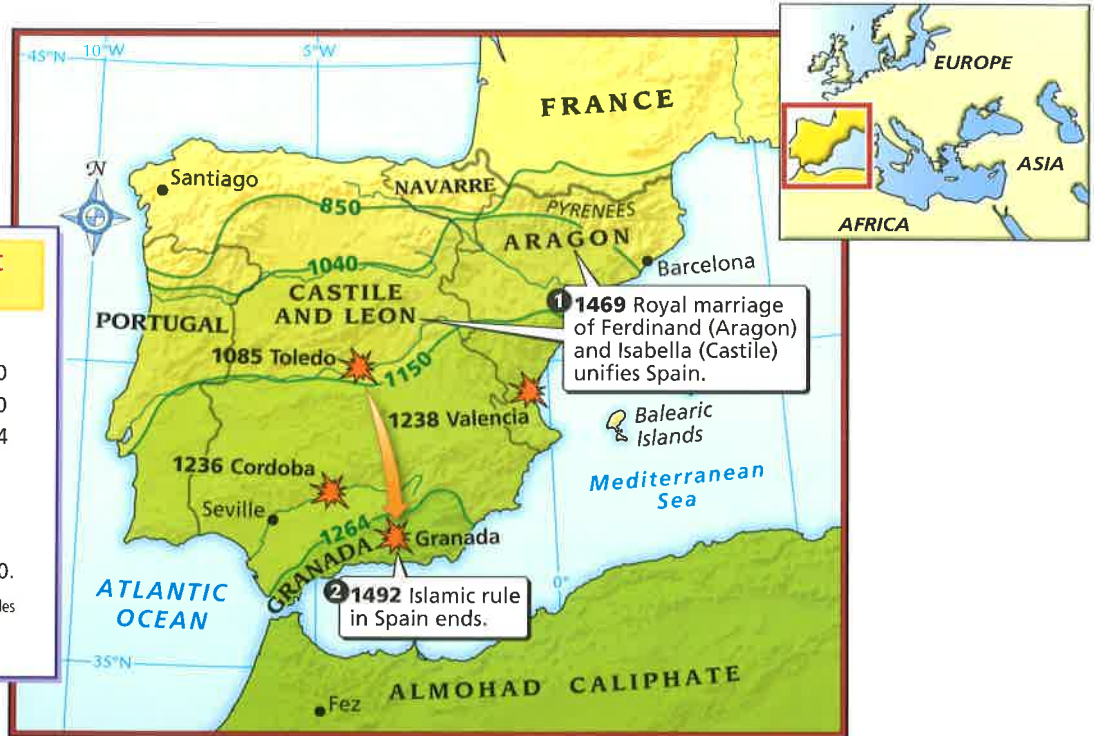 45°N
10°W
5°W
FRANCE
EUROPE
ASIA
AFRICA
N
Santiago
NAVARRE
850
PYRENEES
ARAGON
1040
Barcelona
CASTILE
AND LEON
PORTUGAL
1 1469 Royal marriage
of Ferdinand (Aragon)
and Isabella (Castile)
unifies Spain.
1085 Toledo
1150
1238 Valencia
Balearic
Islands
1236 Cordoba
Mediterranean
Sea
Seville
1264
GRANADA
Granada
0
0
4
0.
ATLANTIC
OCEAN
0°
2 1492 Islamic rule
in Spain ends.
35°N
ALMOHAD CALIPHATE
Fez